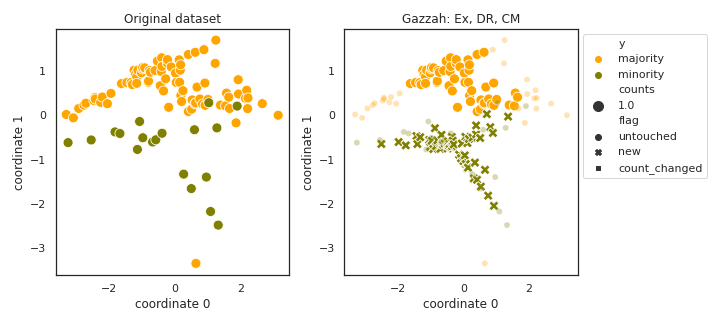 Original dataset
1
0
−1
−2
−3
coordinate 1
−2
0
2
coordinate 0
Gazzah: Ex, DR, CM
1
0
−1
−2
−3
coordinate 1
−2
0
2
coordinate 0
y
majority
minority
counts
1.0
flag
untouched
new
count_changed